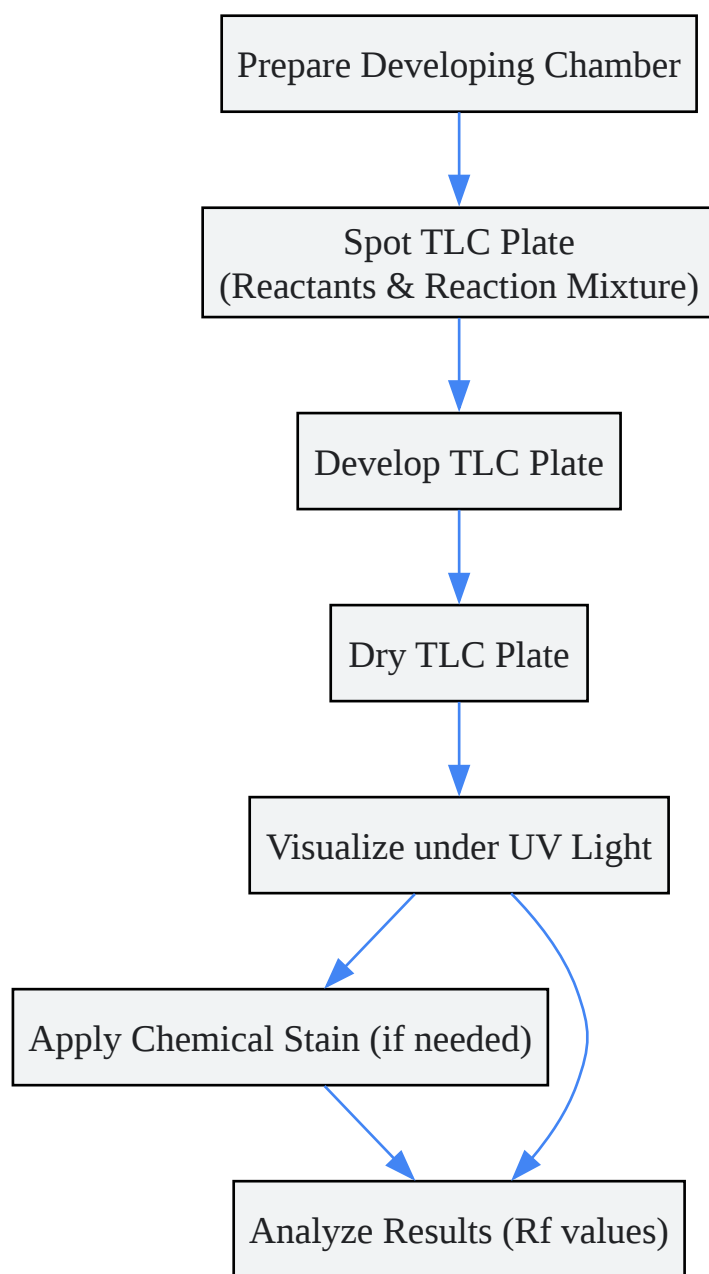 Prepare Developing Chamber
Spot TLC Plate
(Reactants & Reaction Mixture)
Develop TLC Plate
Dry TLC Plate
Visualize under UV Light
Apply Chemical Stain (if needed)
Analyze Results (Rf values)